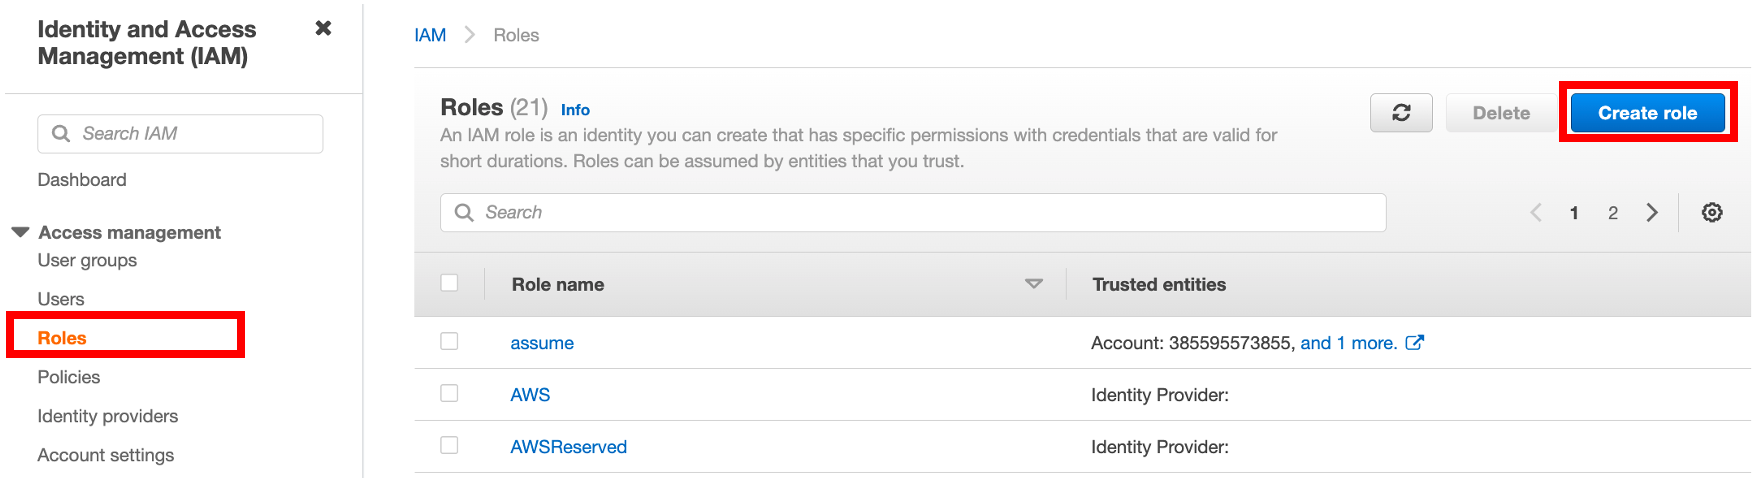 Identity and Access
Management (IAM)
Search IAM
Dashboard
Access management
User groups
Users
Roles
Policies
Identity providers
Account settings
IAM Roles
Roles (21) Info
An IAM role is an identity you can create that has specific permissions with credentials that are valid for
short durations. Roles can be assumed by entities that you trust.
Delete
Create role
Search
1 2
Role name Trusted entities
assume Account: 385595573855, and 1 more.
AWS Identity Provider:
AWSReserved Identity Provider: